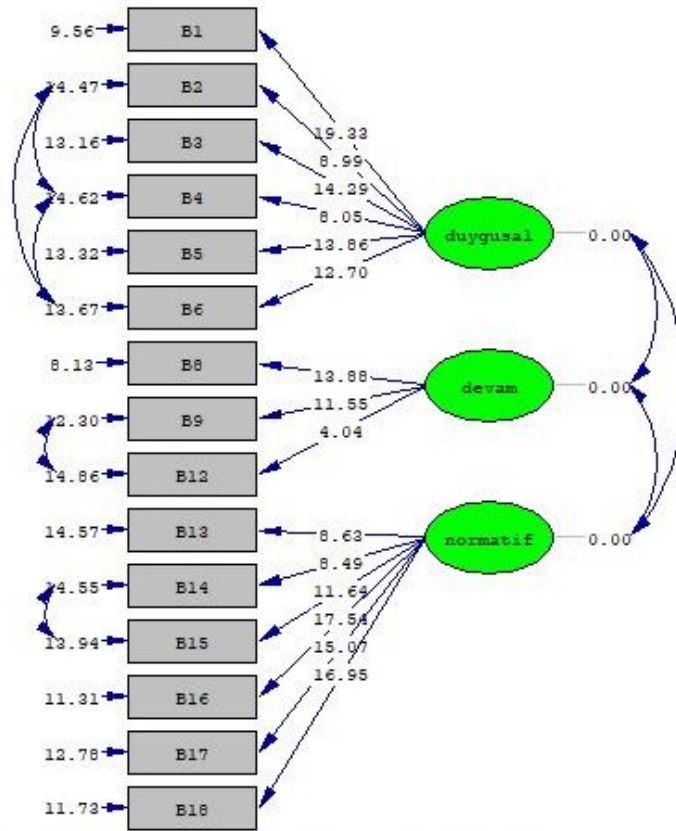 9.56 B1
14.47 B2
13.16 B3
14.62 B4
13.32 B5
13.67 B6
8.13 B8
12.30 B9
14.86 B12
14.57 B13
14.55 B14
13.94 B15
11.31 B16
12.78 B17
11.73 B18
19.33
8.99
14.29
8.05
13.86
12.70
13.88
11.55
4.04
8.63
8.49
11.64
17.54
15.07
16.95
duygusal 0.00
devam 0.00
normatif 0.00